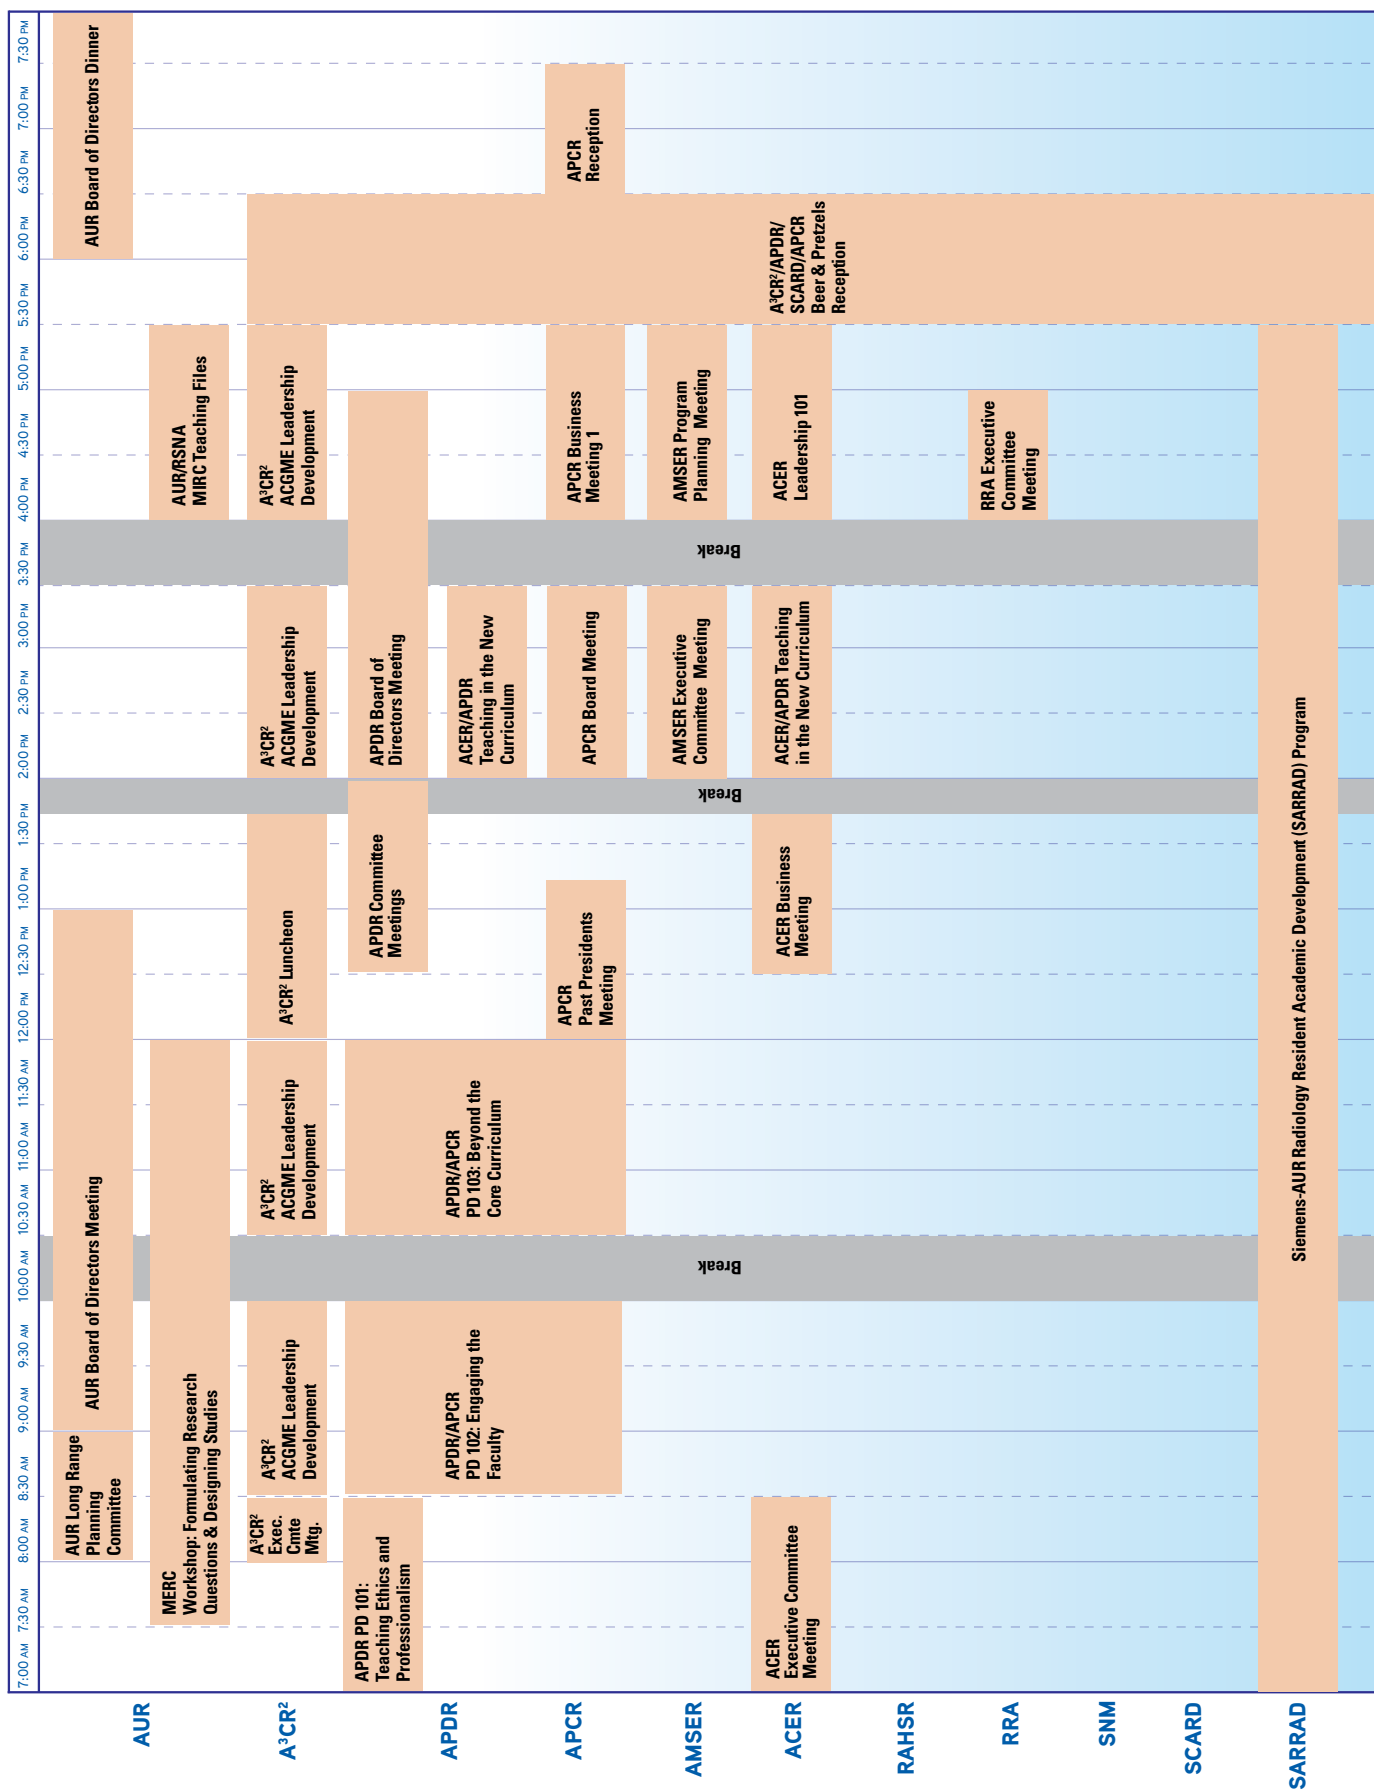 7:00 AM
7:30 AM
8:00 AM
8:30 AM
9:00 AM
9:30 AM
10:00 AM
10:30 AM
11:00 AM
11:30 AM
12:00 PM
12:30 PM
1:00 PM
1:30 PM
2:00 PM
2:30 PM
3:00 PM
3:30 PM
4:00 PM
4:30 PM
5:00 PM
5:30 PM
6:00 PM
6:30 PM
7:00 PM
7:30 PM
AUR
AUR Long Range
Planning
Committee
AUR Board of Directors Meeting
AUR Board of Directors Dinner
MERC
Workshop: Formulating Research
Questions & Designing Studies
AUR/RSNA
MIRC Teaching Files
A³CR²
A³CR²
Exec.
Cmte
Mtg.
A³CR²
ACGME Leadership
Development
A³CR²
ACGME Leadership
Development
A³CR² Luncheon
A³CR²
ACGME Leadership
Development
A³CR²
ACGME Leadership
Development
APDR
APDR PD 101:
Teaching Ethics and
Professionalism
APDR/APCR
PD 102: Engaging the
Faculty
APDR/APCR
PD 103: Beyond the
Core Curriculum
APDR Committee
Meetings
APDR Board of
Directors Meeting
ACER/APDR
Teaching in the New
Curriculum
APCR
APCR
Past Presidents
Meeting
APCR Board Meeting
APCR Business
Meeting 1
APCR
Reception
AMSER
AMSER Executive
Committee Meeting
AMSER Program
Planning Meeting
Break
Break
Break
ACER
ACER
Executive Committee
Meeting
ACER Business
Meeting
ACER/APDR Teaching
in the New Curriculum
ACER
Leadership 101
A³CR²/APDR/
SCARD/APCR
Beer & Pretzels
Reception
RAHSR
RRA
RRA Executive
Committee
Meeting
SNM
SCARD
SARRAD
Siemens-AUR Radiology Resident Academic Development (SARRAD) Program